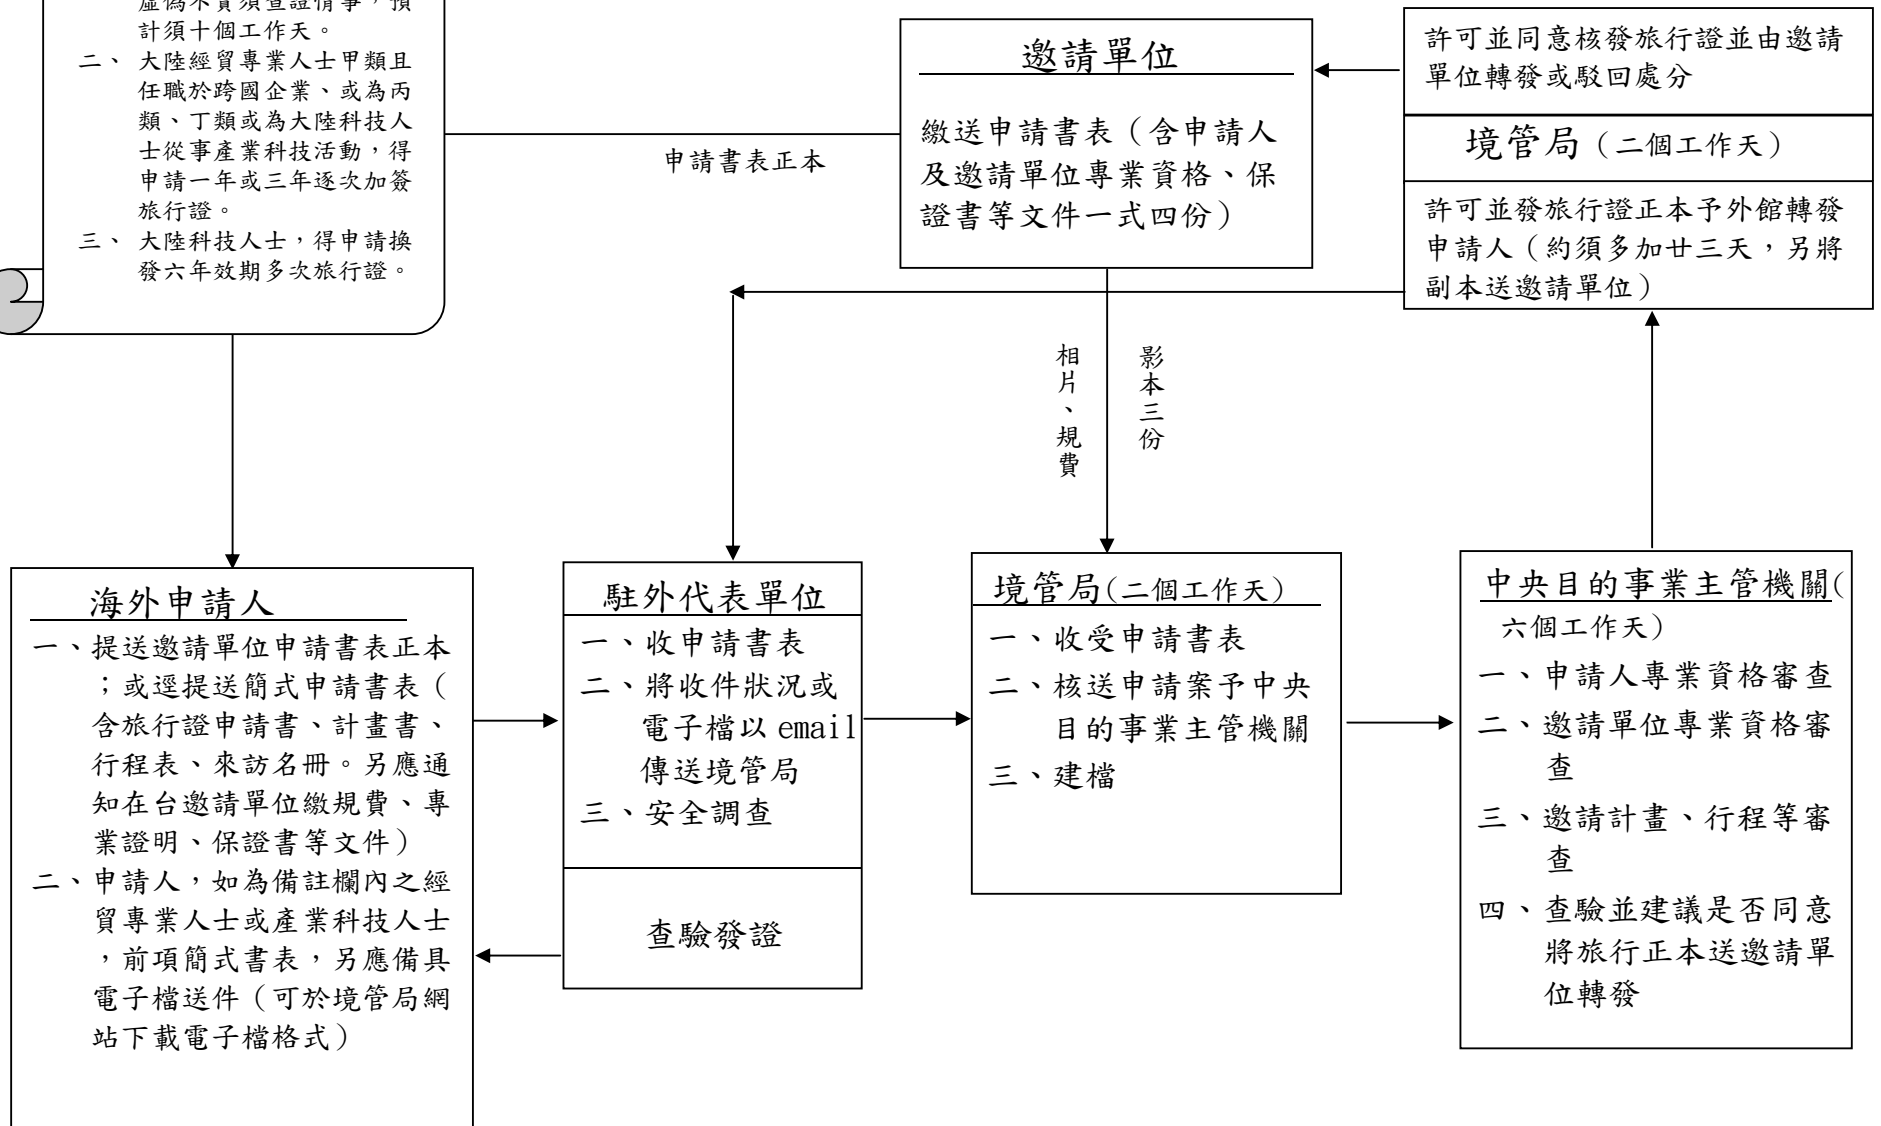 虛偽不實須查證情事，預
計須十個工作天。
二、 大陸經貿專業人士甲類且
任職於跨國企業、或為丙
類、丁類或為大陸科技人
士從事產業科技活動，得
申請一年或三年逐次加簽
旅行證。
三、 大陸科技人士，得申請換
發六年效期多次旅行證。
申請書表正本
邀請單位
繳送申請書表（含申請人
及邀請單位專業資格、保
證書等文件一式四份）
許可並同意核發旅行證並由邀請
單位轉發或駁回處分
境管局（二個工作天）
許可並發旅行證正本予外館轉發
申請人（約須多加廿三天，另將
副本送邀請單位）
相片、規費
影本三份
海外申請人
一、提送邀請單位申請書表正本
；或逕提送簡式申請書表（
含旅行證申請書、計畫書、
行程表、來訪名冊。另應通
知在台邀請單位繳規費、專
業證明、保證書等文件）
二、申請人，如為備註欄內之經
貿專業人士或產業科技人士
，前項簡式書表，另應備具
電子檔送件（可於境管局網
站下載電子檔格式）
駐外代表單位
一、收申請書表
二、將收件狀況或
電子檔以 email
傳送境管局
三、安全調查
查驗發證
境管局(二個工作天)
一、收受申請書表
二、核送申請案予中央
目的事業主管機關
三、建檔
中央目的事業主管機關(
六個工作天)
一、申請人專業資格審查
二、邀請單位專業資格審
查
三、邀請計畫、行程等審
查
四、查驗並建議是否同意
將旅行正本送邀請單
位轉發